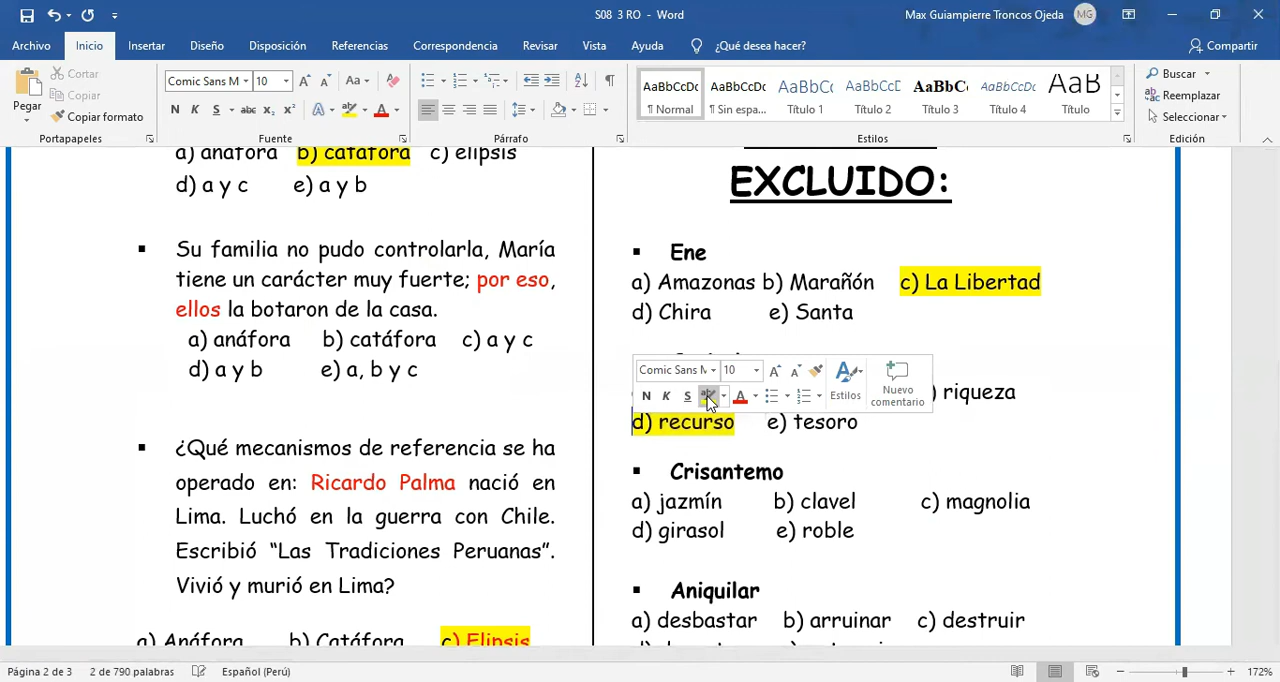 S08 3 RO - Word
Max Guiampierre Troncos Ojeda
MG
Archivo Inicio Insertar Diseño Disposición Referencias Correspondencia Revisar Vista Ayuda ¿Qué desea hacer? Compartir
Pegar
Cortar
Copiar
Copiar formato
Portapapeles
Comic Sans M 10
N K S abc x₂ x²
Fuente
Párrafo
AaBbCcDc
¶ Normal
AaBbCcDc
¶ Sin espa...
AaBbCc
Título 1
AaBbCcD
Título 2
AaBbCc
Título 3
AaBbCcDc
Título 4
AaB
Título
Estilos
Buscar
Reemplazar
Seleccionar
Edición
a) anáfora b) catáfora c) elipsis
d) a y c e) a y b
▪ Su familia no pudo controlarla, María
tiene un carácter muy fuerte; por eso,
ellos la botaron de la casa.
a) anáfora b) catáfora c) a y c
d) a y b e) a, b y c
▪ ¿Qué mecanismos de referencia se ha
operado en: Ricardo Palma nació en
Lima. Luchó en la guerra con Chile.
Escribió “Las Tradiciones Peruanas”.
Vivió y murió en Lima?
a) Anáfora b) Catáfora c) Elipsis
EXCLUIDO:
▪ Ene
a) Amazonas b) Marañón c) La Libertad
d) Chira e) Santa
Comic Sans M 10
N K S
Estilos
Nuevo
comentario
) riqueza
d) recurso e) tesoro
▪ Crisantemo
a) jazmín b) clavel c) magnolia
d) girasol e) roble
▪ Aniquilar
a) desbastar b) arruinar c) destruir
Página 2 de 3 2 de 790 palabras Español (Perú) 172%